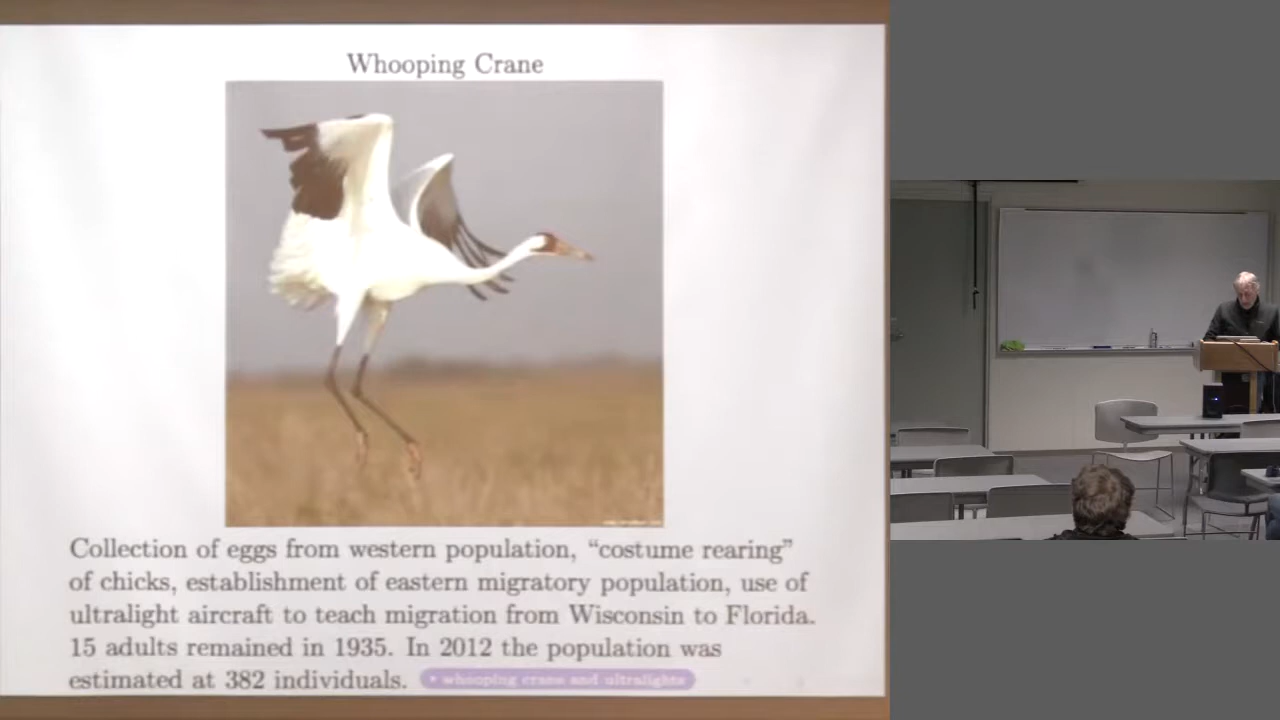 Whooping Crane
Collection of eggs from western population, “costume rearing”
of chicks, establishment of eastern migratory population, use of
ultralight aircraft to teach migration from Wisconsin to Florida.
15 adults remained in 1935. In 2012 the population was
estimated at 382 individuals.
whooping crane and ultralights